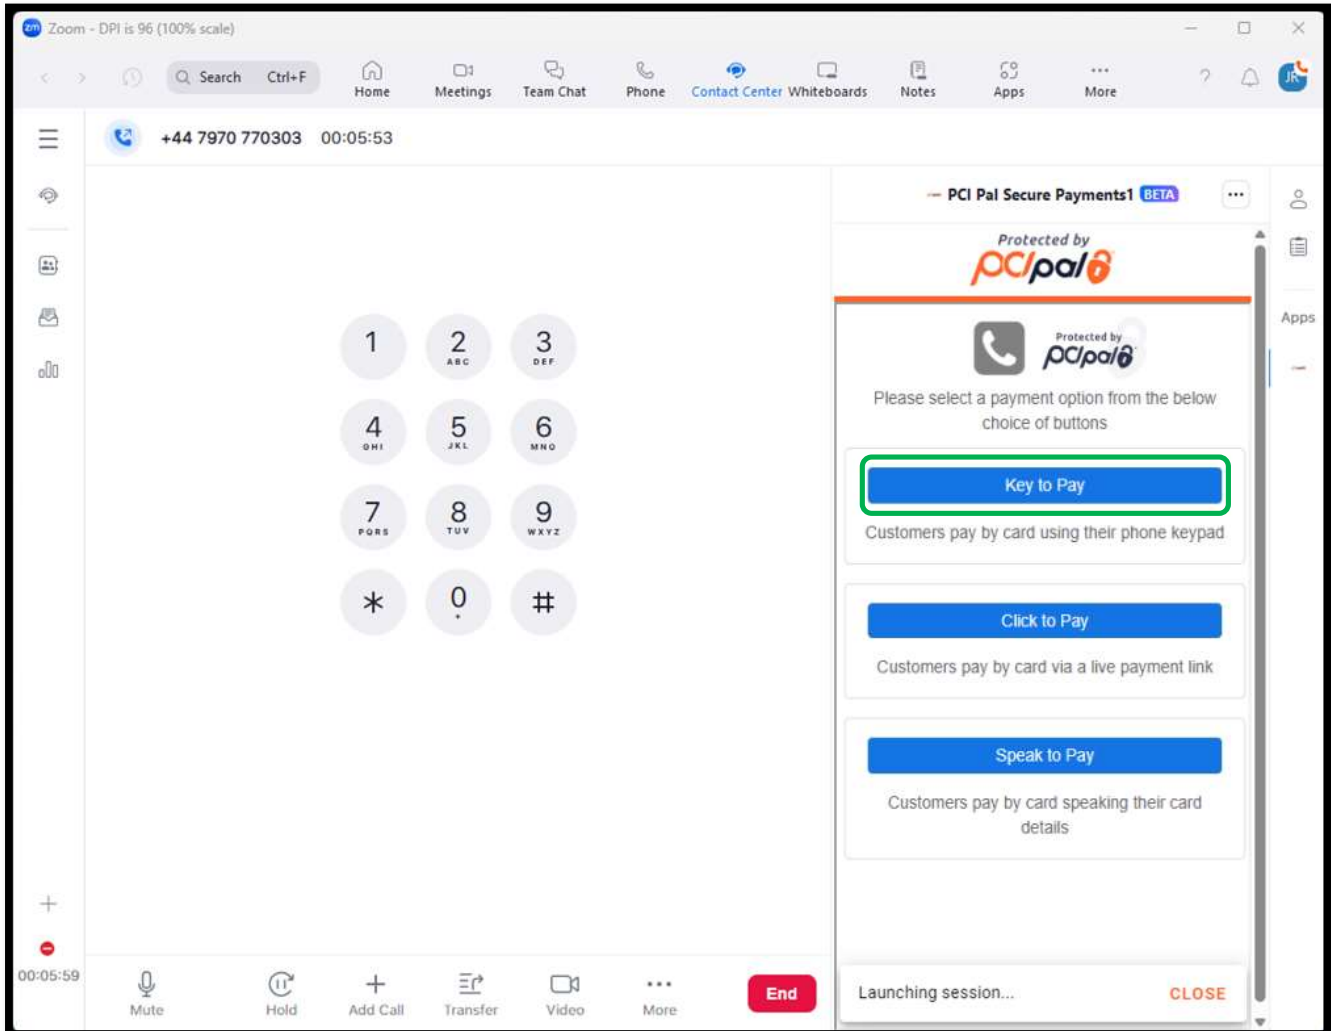 zm Zoom - DPI is 96 (100% scale)
Search Ctrl+F
Home
Meetings
Team Chat
Phone
Contact Center
Whiteboards
Notes
Apps
More
JR
+44 7970 770303 00:05:53
PCI Pal Secure Payments1 BETA
Protected by
pcipal
Apps
Protected by
pcipal
Please select a payment option from the below
choice of buttons
Key to Pay
Customers pay by card using their phone keypad
Click to Pay
Customers pay by card via a live payment link
Speak to Pay
Customers pay by card speaking their card
details
1 2 3
ABC DEF
4 5 6
GHI JKL MNO
7 8 9
PQRS TUV WXYZ
* 0 #
+
00:05:59
Mute
Hold
Add Call
Transfer
Video
More
End
Launching session...
CLOSE